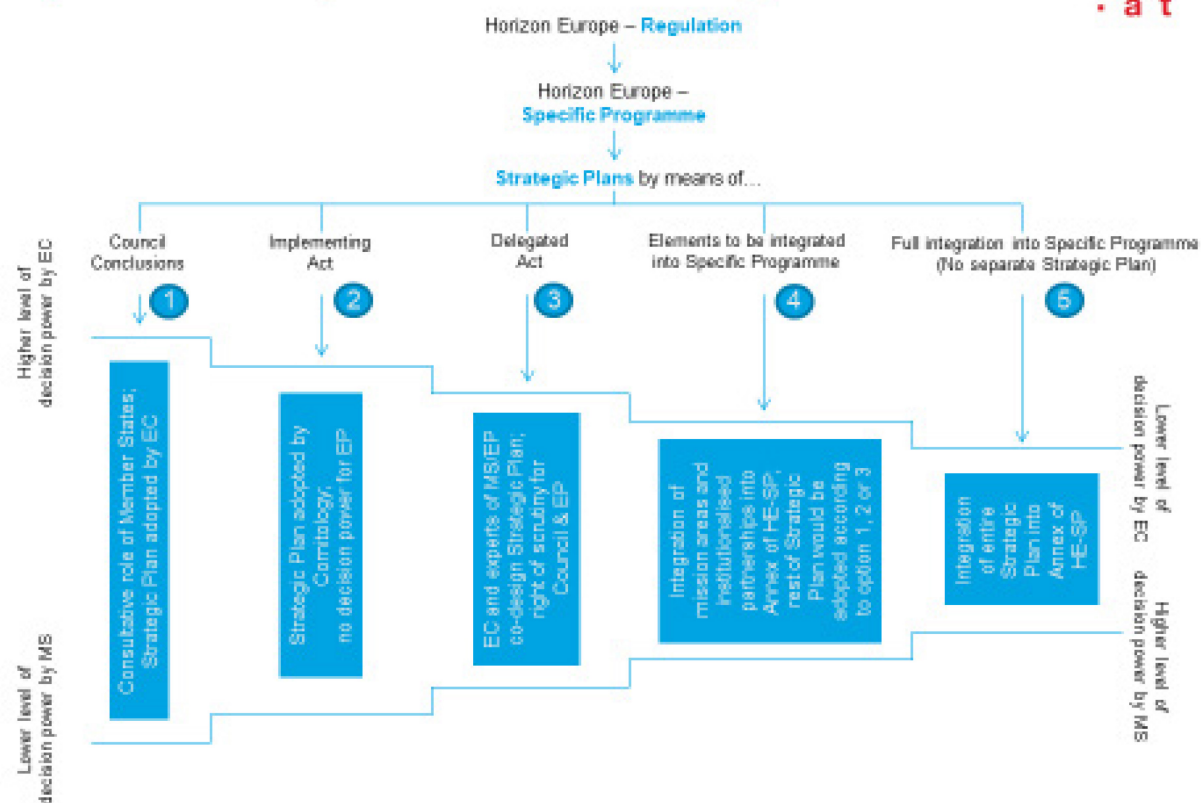 · a t
Horizon Europe – Regulation
Horizon Europe –
Specific Programme
Strategic Plans by means of...
Council
Conclusions
1
Implementing
Act
2
Delegated
Act
3
Elements to be integrated
into Specific Programme
4
Full integration into Specific Programme
(No separate Strategic Plan)
5
Higher level of
decision power by EC
Lower level of
decision power by MS
Consultative role of Member States;
Strategic Plan adopted by EC
Strategic Plan adopted by
Comitology;
no decision power for EP
EC and experts of MS/EP
co-design Strategic Plan;
right of scrutiny for
Council & EP
Integration of
mission areas and
institutionalised
partnerships into
Annex of HE-SP;
rest of Strategic
Plan would be
adopted according
to option 1, 2 or 3
Integration
of entire
Strategic
Plan into
Annex of
HE-SP
Lower level of
decision power by EC
Higher level of
decision power by MS